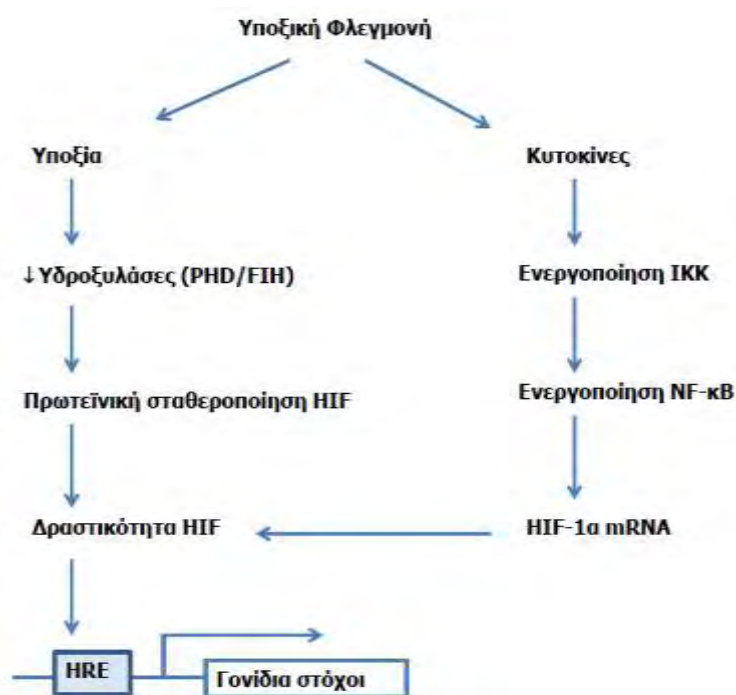 Υποξική Φλεγμονή
Υποξία
Κυτοκίνες
↓Υδροξυλάσες (PHD/FIH)
Ενεργοποίηση IKK
Πρωτεϊνική σταθεροποίηση HIF
Ενεργοποίηση NF-κB
Δραστικότητα HIF
HIF-1α mRNA
HRE
Γονίδια στόχοι